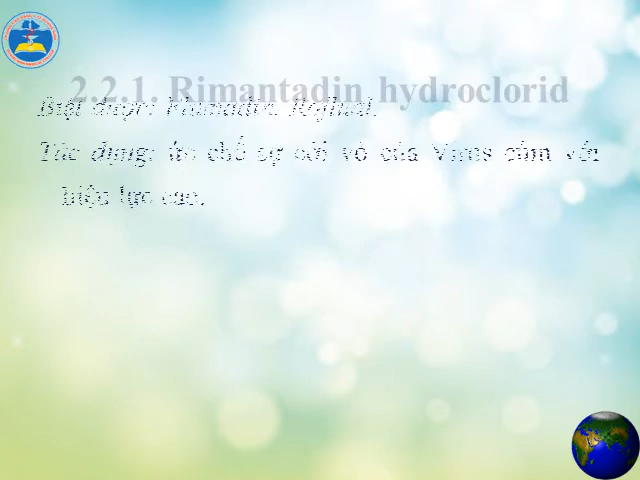 2.2.1. Rimantadin hydroclorid
Biệt dược: Flumadin.
Tác dụng: ức chế sự cởi vỏ của Virus cúm với
hiệu lực cao.